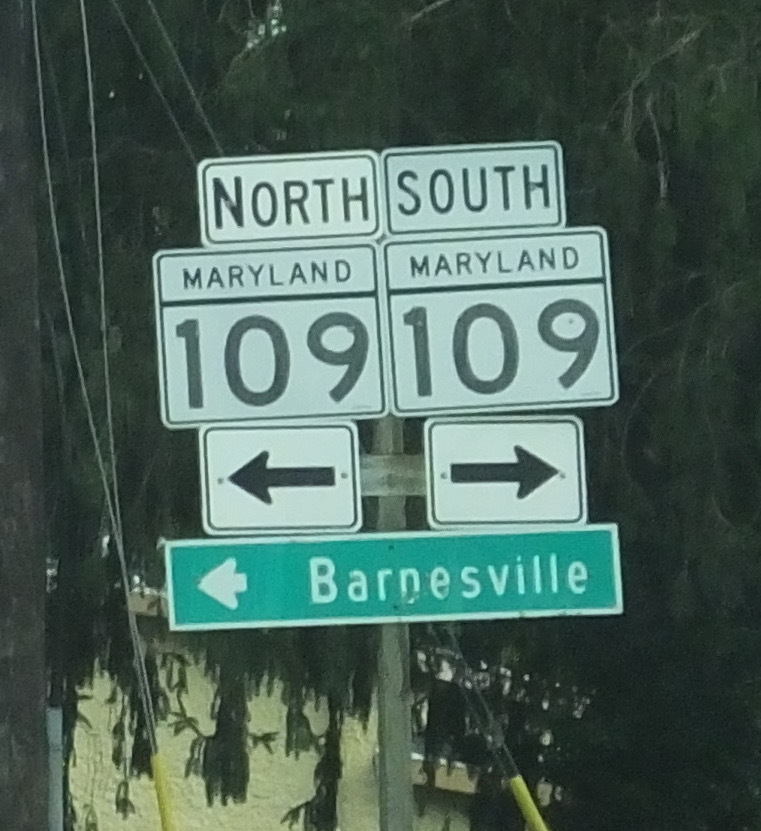 NORTH SOUTH
MARYLAND MARYLAND
109 109
Barnesville